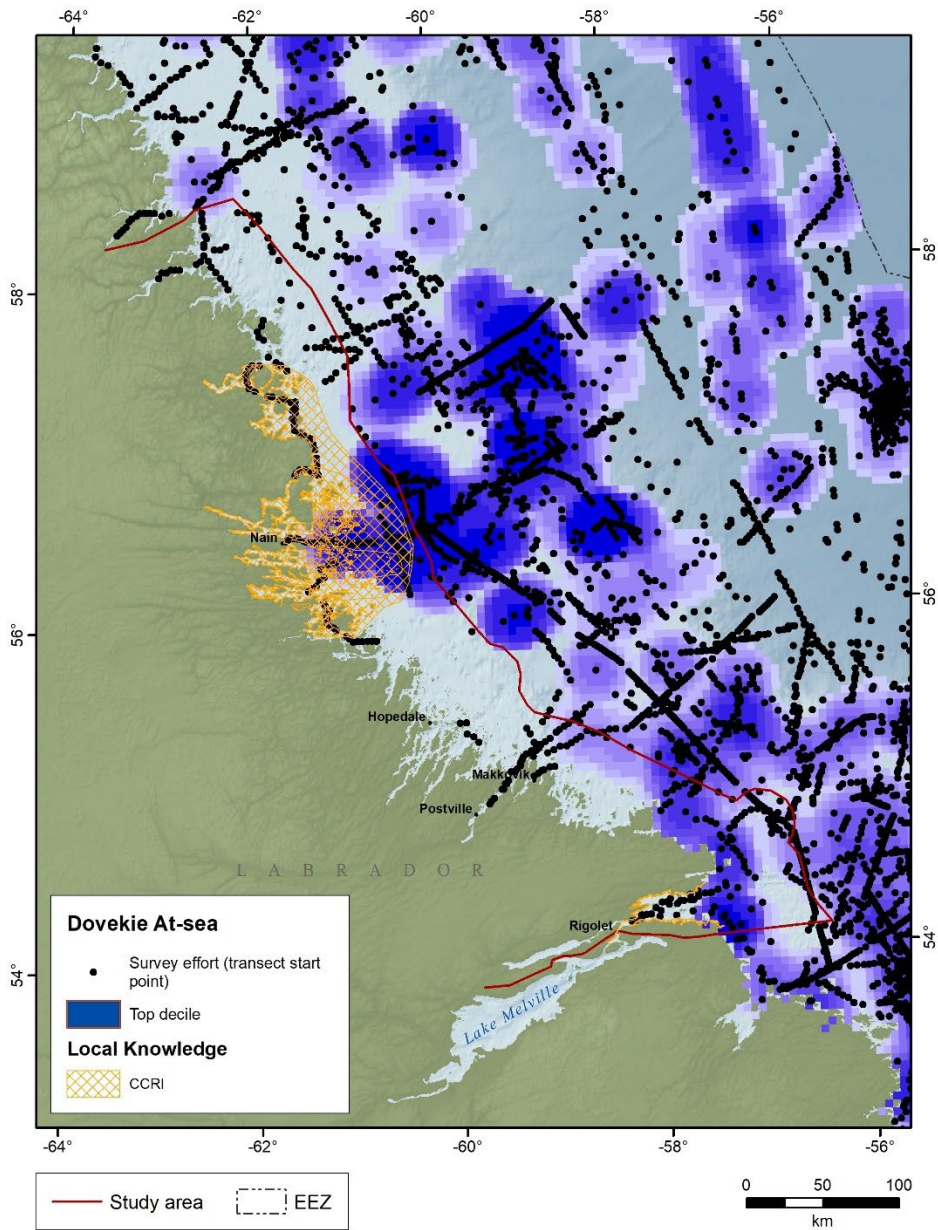 -64° -62° -60° -58° -56°
58° 58°
Nain
56° 56°
Hopedale
Makkovik
Postville
LABRADOR
Rigolet
54° 54°
Lake Melville
Dovekie At-sea
Survey effort (transect start
point)
Top decile
Local Knowledge
CCRI
-64° -62° -60° -58° -56°
Study area EEZ
0 50 100
km